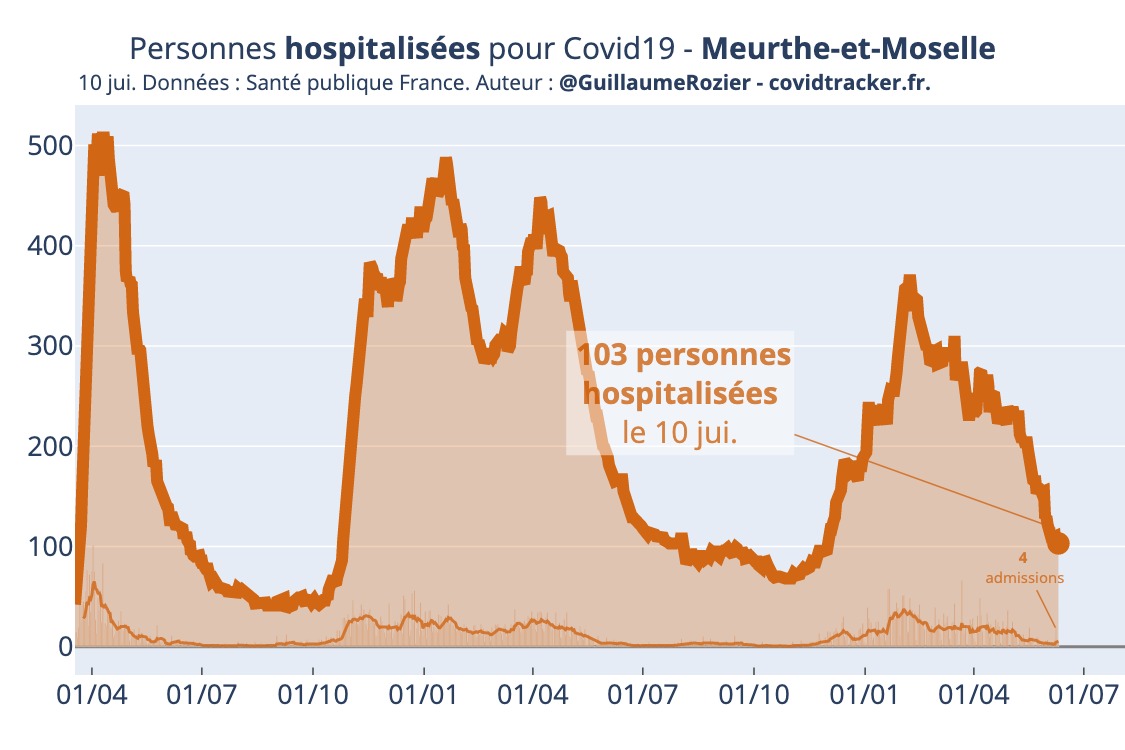 Personnes hospitalisées pour Covid19 - Meurthe-et-Moselle
10 jui. Données : Santé publique France. Auteur : @GuillaumeRozier - covidtracker.fr.
500
400
300
200
100
0
103 personnes
hospitalisées
le 10 jui.
4
admissions
01/04 01/07 01/10 01/01 01/04 01/07 01/10 01/01 01/04 01/07